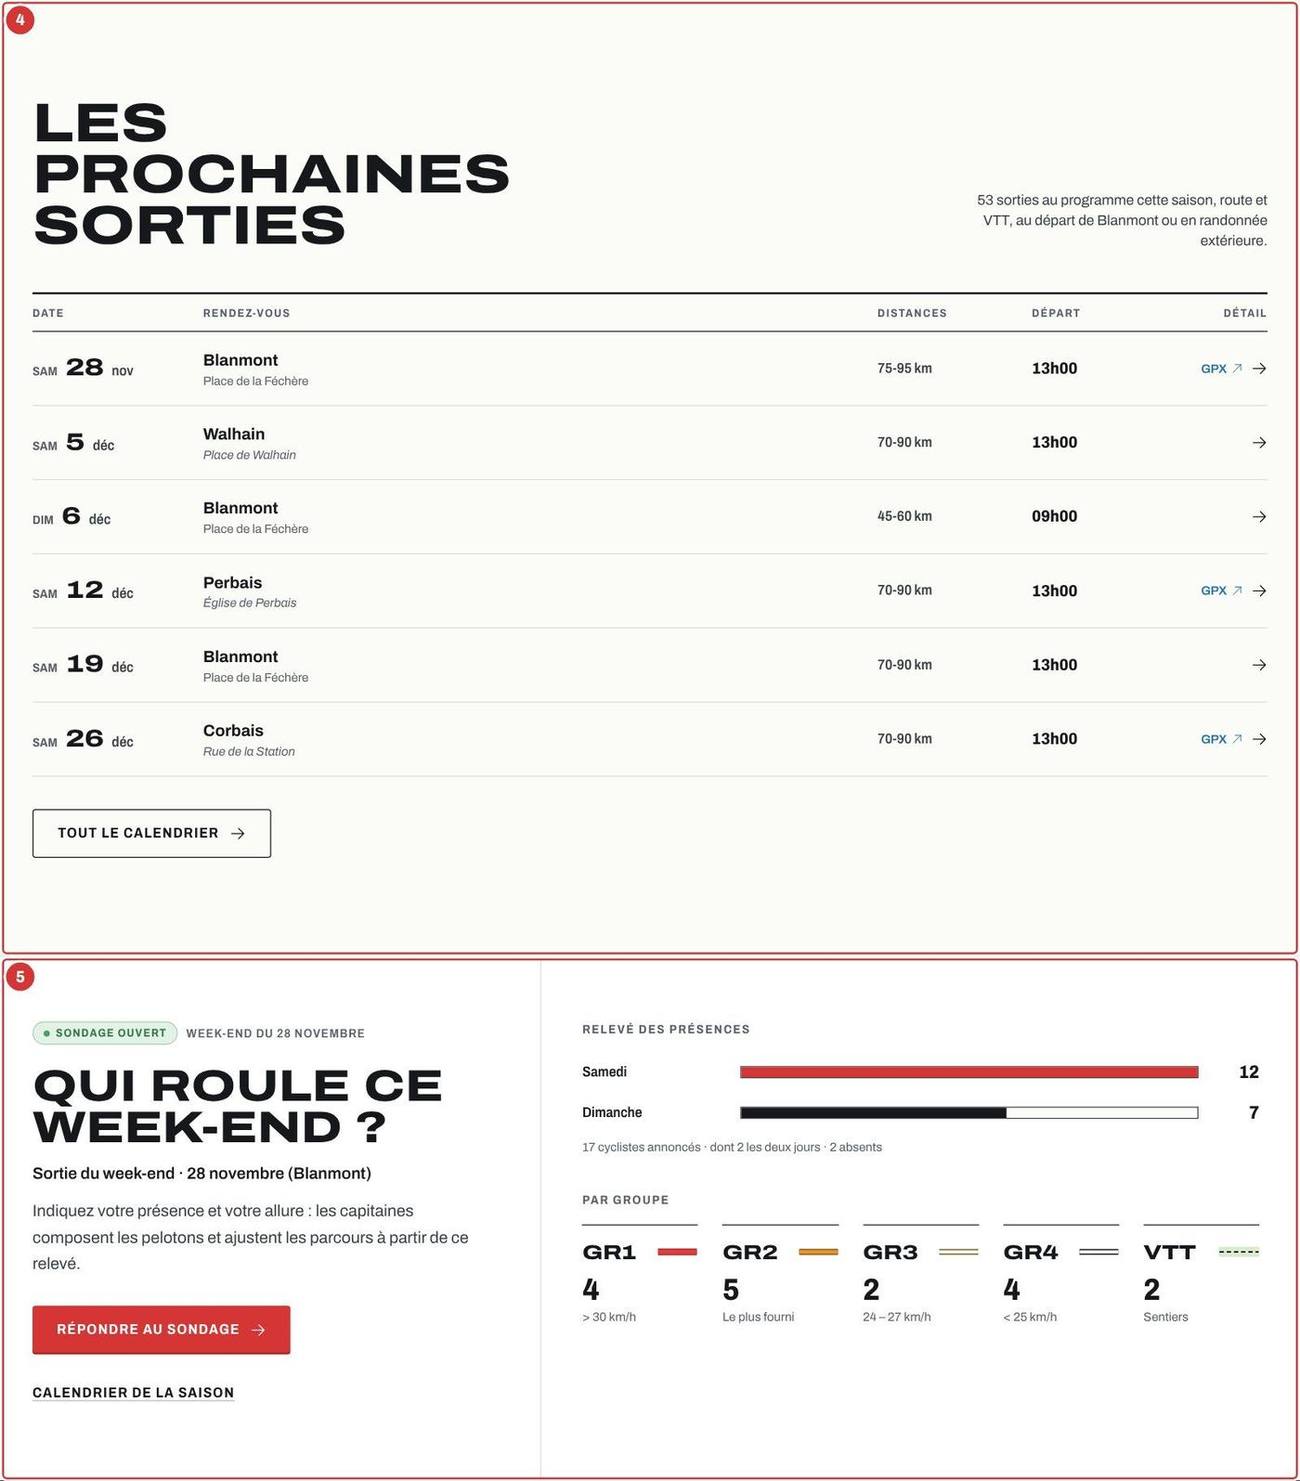 4
LES
PROCHAINES
SORTIES
53 sorties au programme cette saison, route et
VTT, au départ de Blanmont ou en randonnée
extérieure.
DATE RENDEZ-VOUS DISTANCES DÉPART DÉTAIL
SAM 28 nov Blanmont 75-95 km 13h00 GPX ↗ →
Place de la Féchère
SAM 5 déc Walhain 70-90 km 13h00 →
Place de Walhain
DIM 6 déc Blanmont 45-60 km 09h00 →
Place de la Féchère
SAM 12 déc Perbais 70-90 km 13h00 GPX ↗ →
Église de Perbais
SAM 19 déc Blanmont 70-90 km 13h00 →
Place de la Féchère
SAM 26 déc Corbais 70-90 km 13h00 GPX ↗ →
Rue de la Station
TOUT LE CALENDRIER →
5
SONDAGE OUVERT WEEK-END DU 28 NOVEMBRE
QUI ROULE CE
WEEK-END ?
Sortie du week-end · 28 novembre (Blanmont)
Indiquez votre présence et votre allure : les capitaines
composent les pelotons et ajustent les parcours à partir de ce
relevé.
RÉPONDRE AU SONDAGE →
CALENDRIER DE LA SAISON
RELEVÉ DES PRÉSENCES
Samedi 12
Dimanche 7
17 cyclistes annoncés · dont 2 les deux jours · 2 absents
PAR GROUPE
GR1 GR2 GR3 GR4 VTT
4 5 2 4 2
> 30 km/h Le plus fourni 24 – 27 km/h < 25 km/h Sentiers